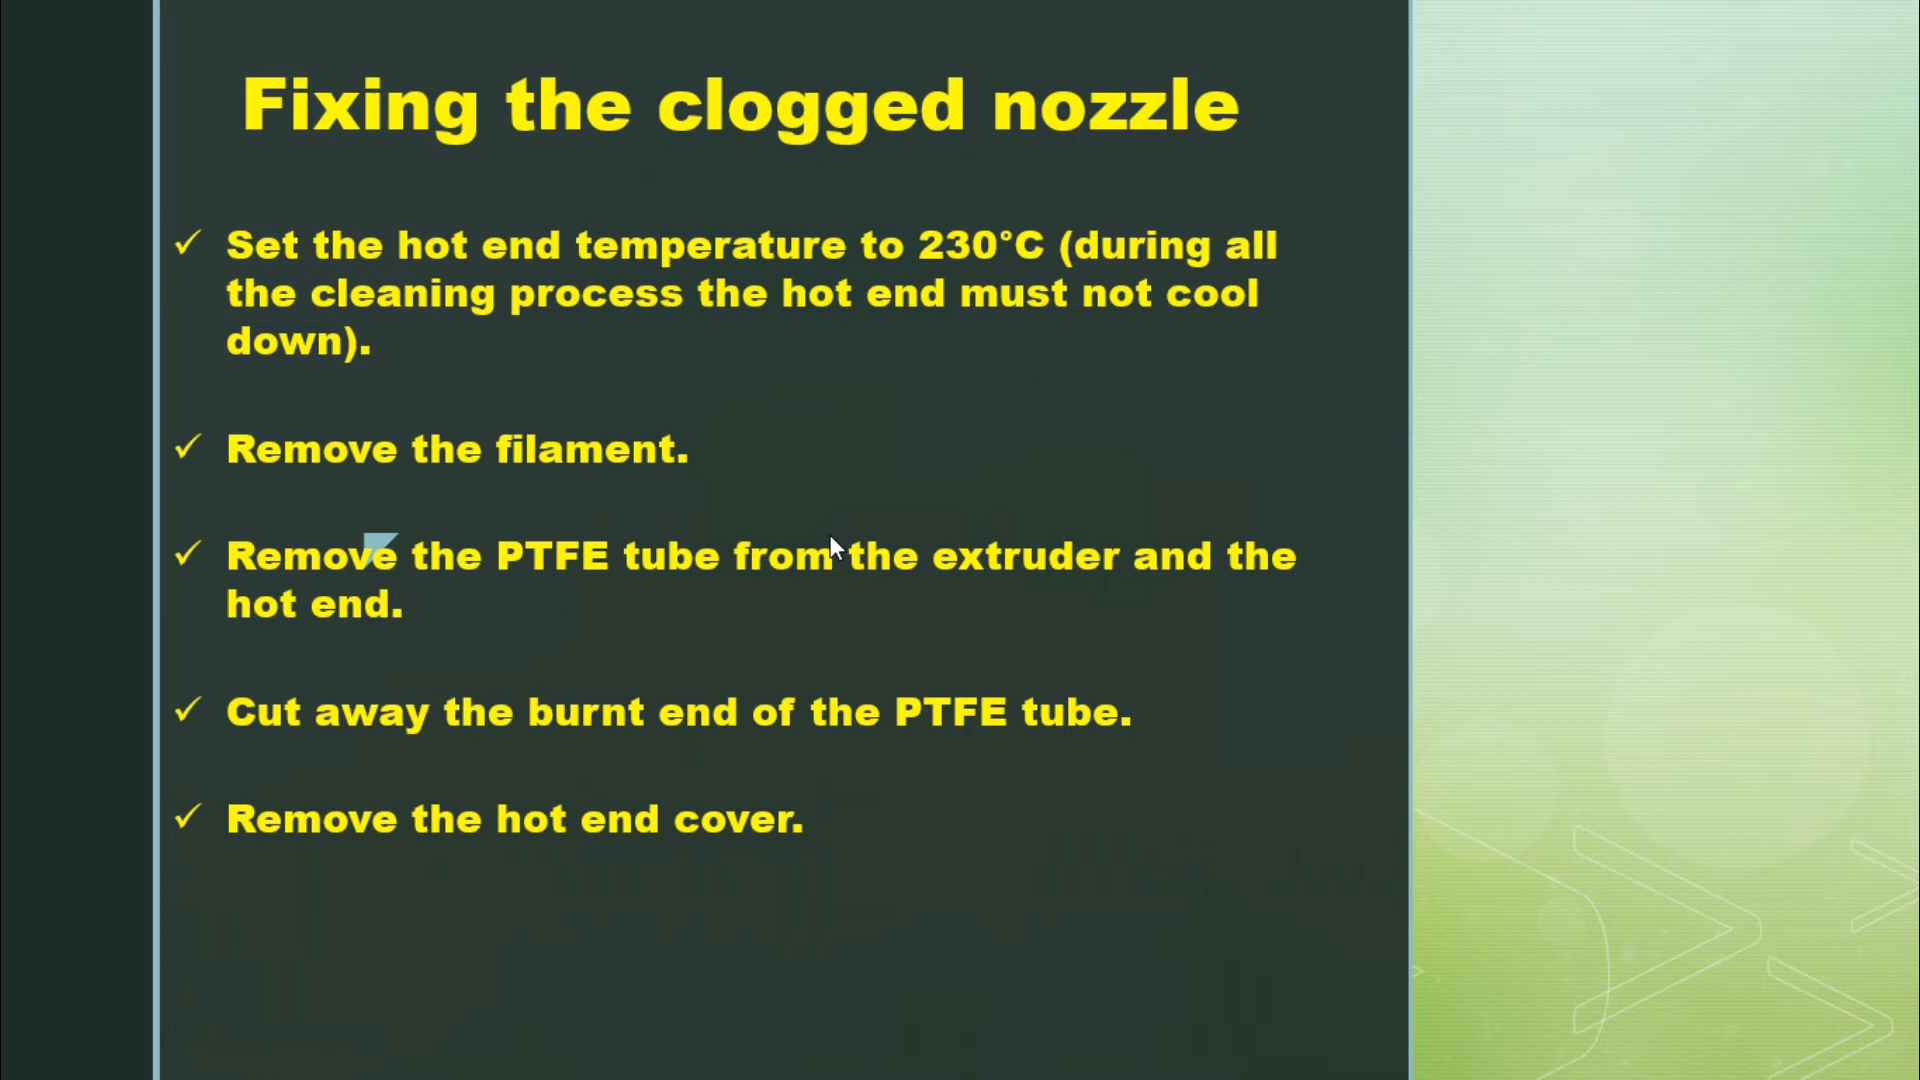 Fixing the clogged nozzle
✓ Set the hot end temperature to 230°C (during all
the cleaning process the hot end must not cool
down).
✓ Remove the filament.
✓ Remove the PTFE tube from the extruder and the
hot end.
✓ Cut away the burnt end of the PTFE tube.
✓ Remove the hot end cover.